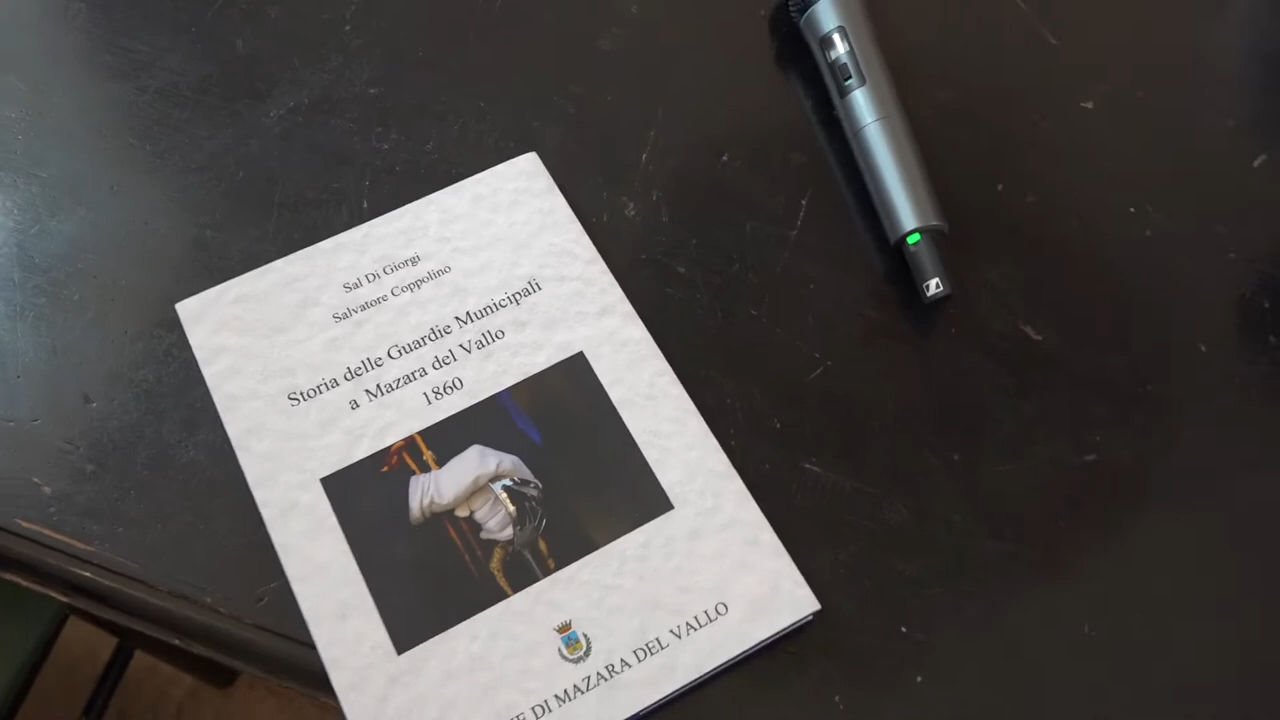 Sal Di Giorgi
Salvatore Coppolino
Storia delle Guardie Municipali
a Mazara del Vallo
1860
DI MAZARA DEL VALLO